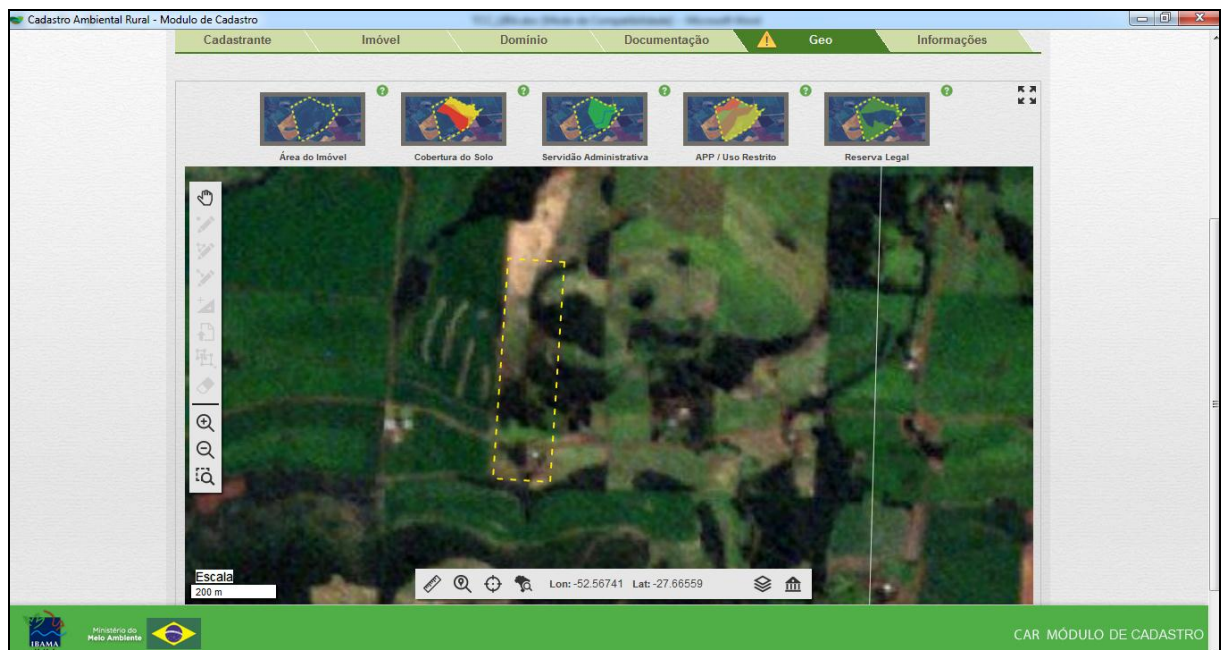 Cadastro Ambiental Rural - Modulo de Cadastro
Cadastrante Imóvel Domínio Documentação Geo Informações
Área do Imóvel Cobertura do Solo Servidão Administrativa APP / Uso Restrito Reserva Legal
Escala
200 m
Lon: -52.56741 Lat: -27.66559
IBAMA
Ministério do
Meio Ambiente
CAR MÓDULO DE CADASTRO